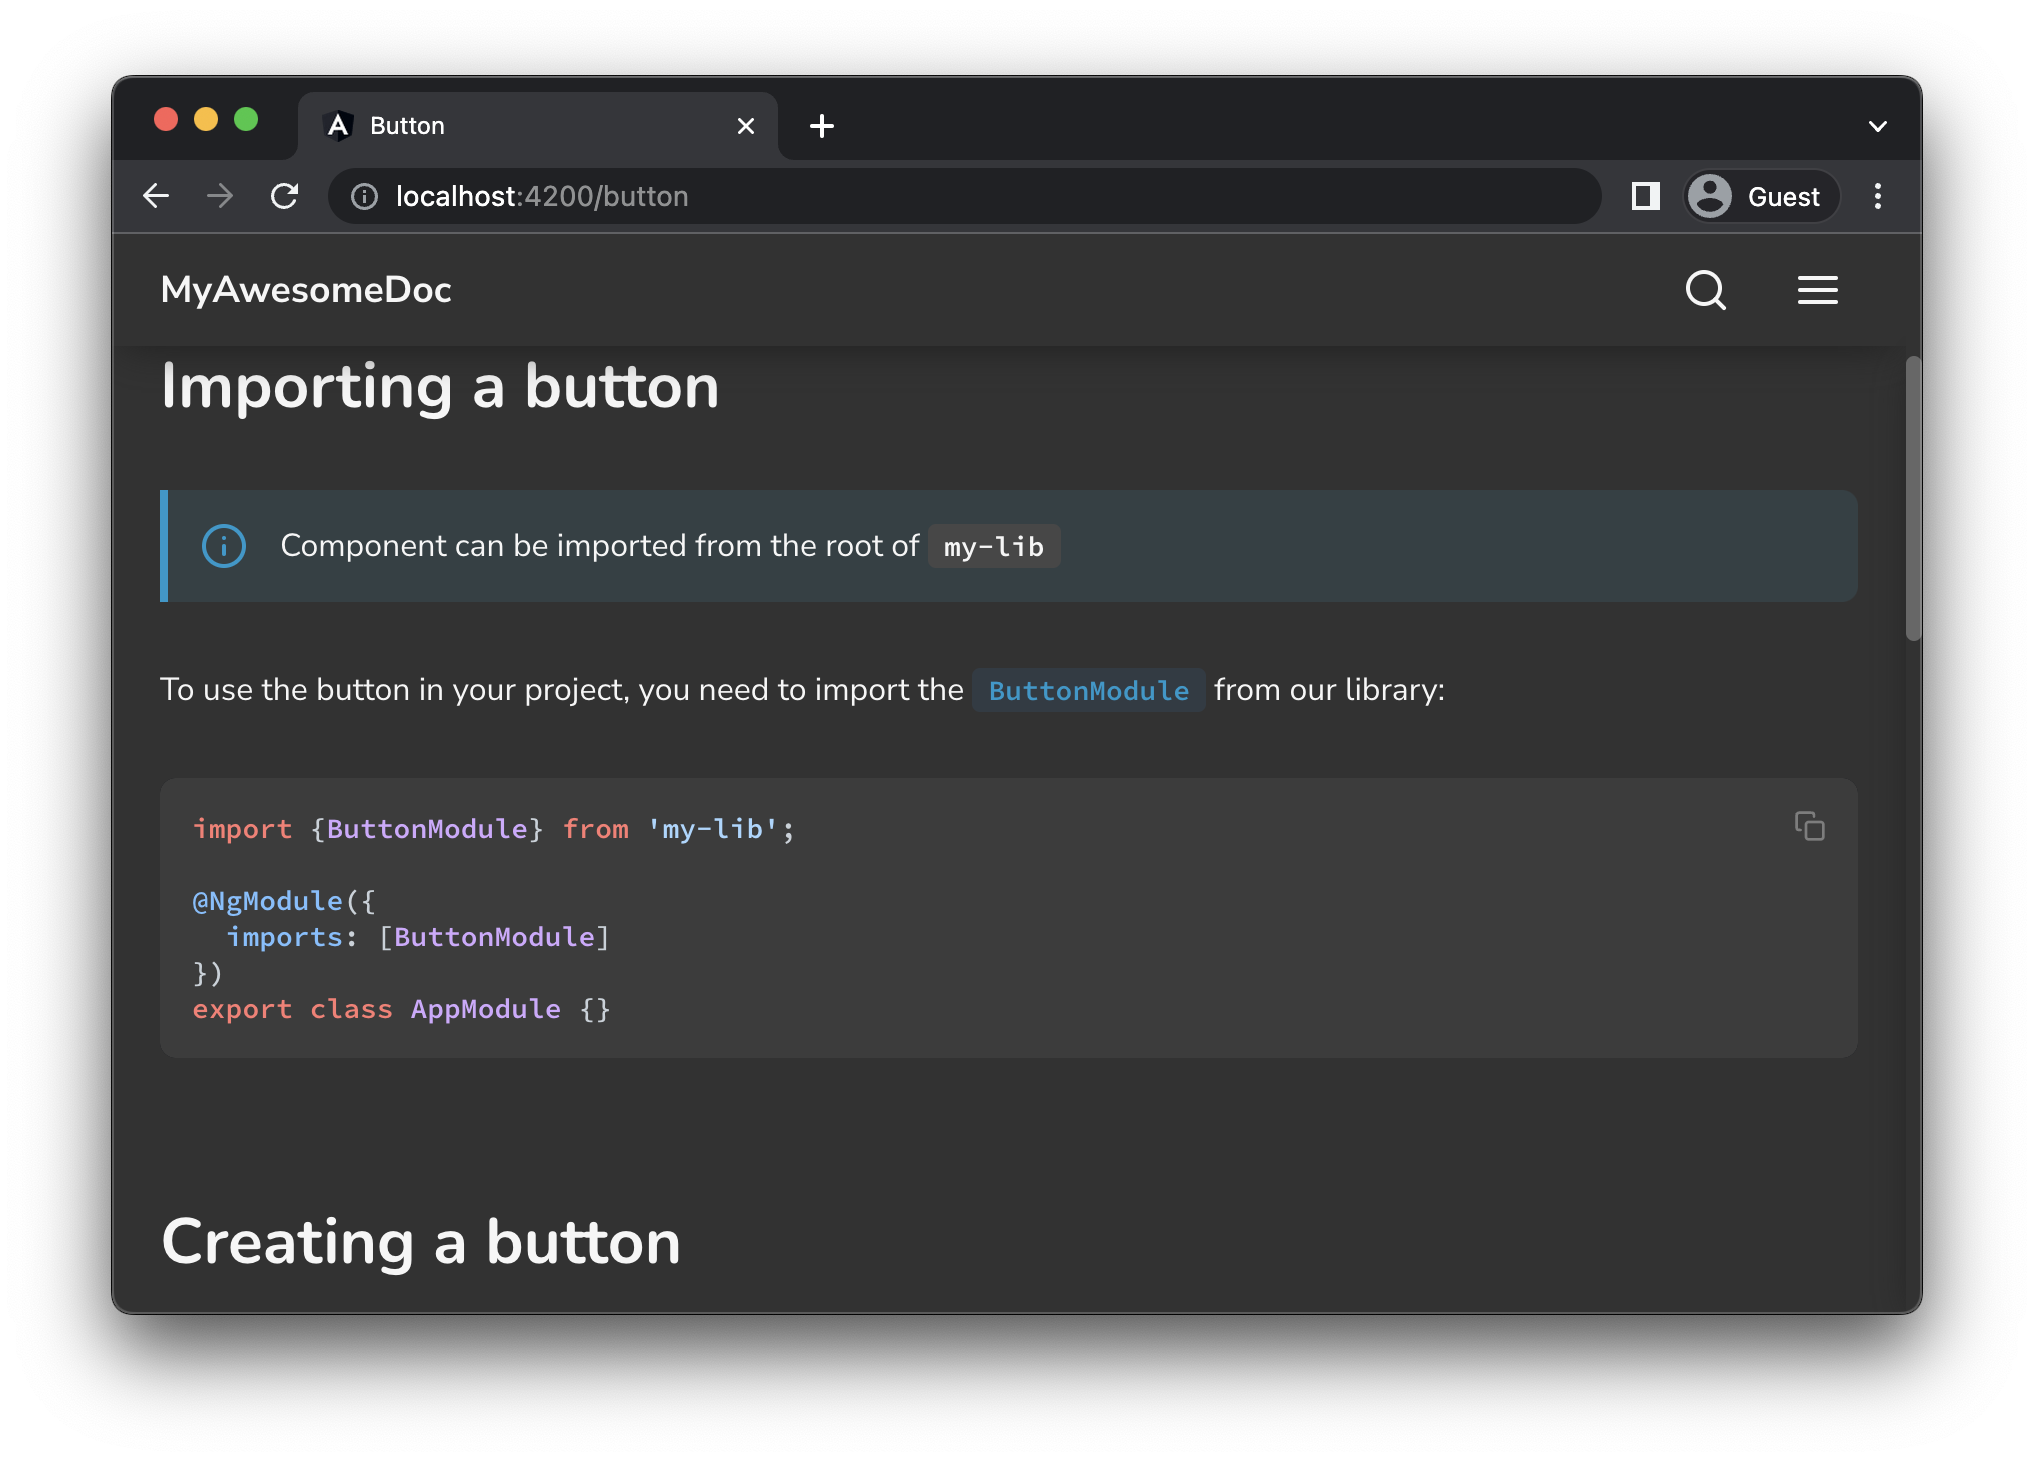 Button
localhost:4200/button
Guest
MyAwesomeDoc
Importing a button
Component can be imported from the root of my-lib
To use the button in your project, you need to import the ButtonModule from our library:
import {ButtonModule} from 'my-lib';
@NgModule({
  imports: [ButtonModule]
})
export class AppModule {}
Creating a button